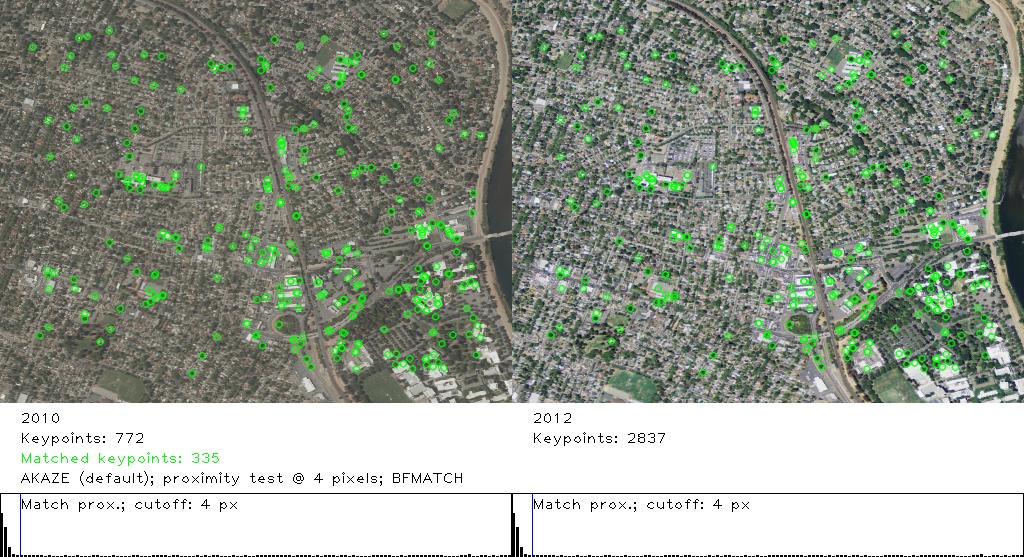 2010
Keypoints: 772
Matched keypoints: 335
AKAZE (default); proximity test @ 4 pixels; BFMATCH
2012
Keypoints: 2837
Match prox.; cutoff: 4 px
Match prox.; cutoff: 4 px